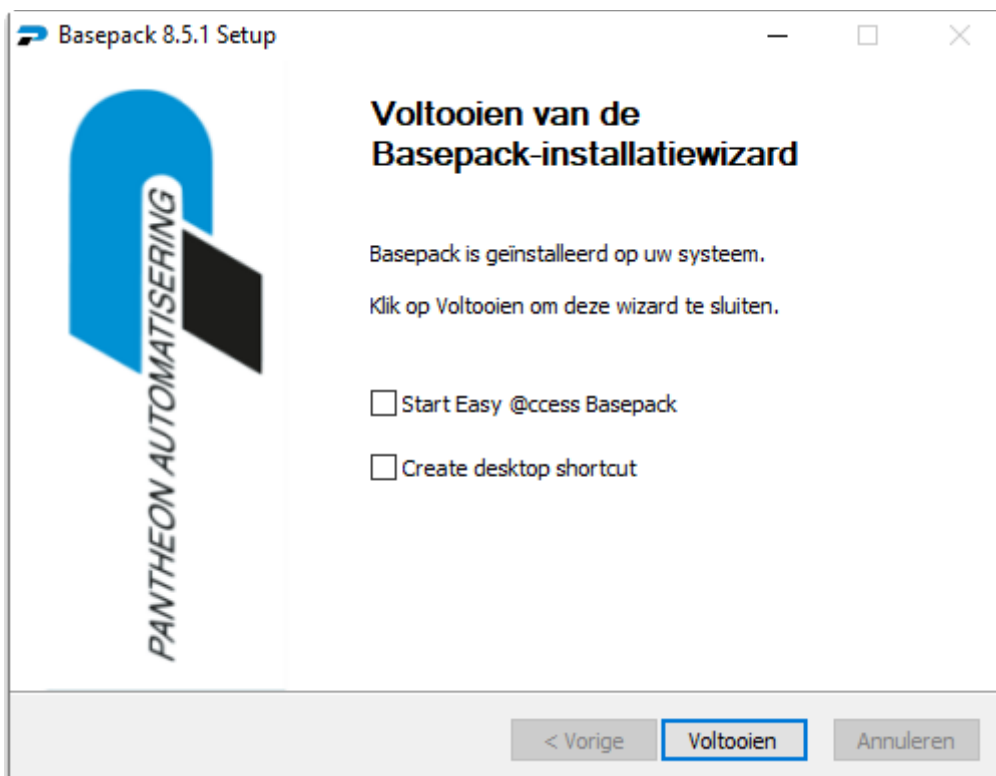 Basepack 8.5.1 Setup
PANTHEON AUTOMATISERING
Voltooien van de
Basepack-installatiewizard
Basepack is geïnstalleerd op uw systeem.
Klik op Voltooien om deze wizard te sluiten.
Start Easy @ccess Basepack
Create desktop shortcut
< Vorige
Voltooien
Annuleren